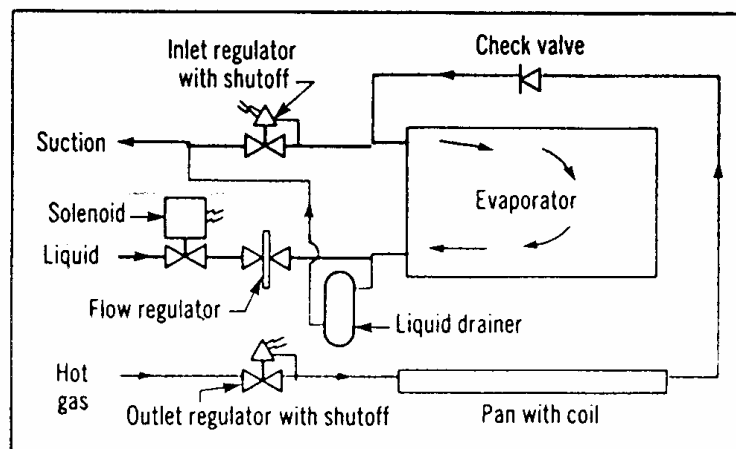 Inlet regulator
with shutoff
Check valve
Suction
Solenoid
Evaporator
Liquid
Flow regulator
Liquid drainer
Hot
gas
Outlet regulator with shutoff
Pan with coil